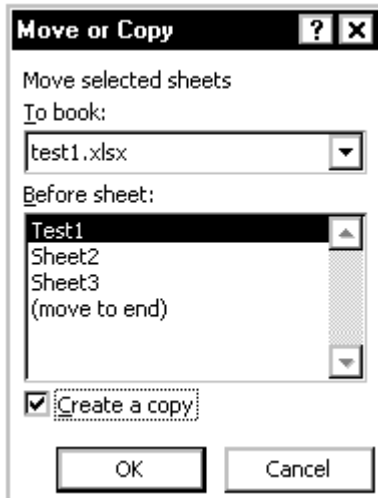 Move or Copy ?
Move selected sheets
To book:
test1.xlsx
Before sheet:
Test1
Sheet2
Sheet3
(move to end)
Create a copy
OK Cancel